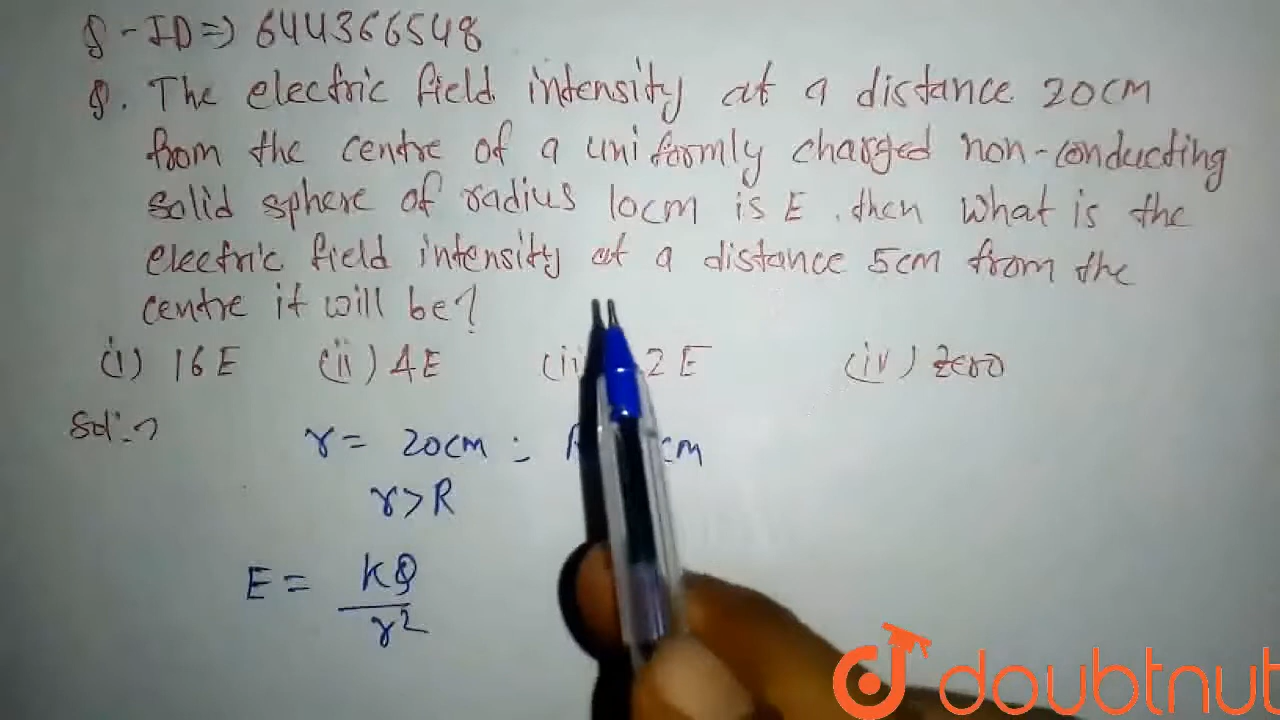 Q - ID => 644366548
Q. The electric field intensity at a distance 20cm
from the centre of a uniformly charged non-conducting
solid sphere of radius 10cm is E . then what is the
electric field intensity at a distance 5cm from the
centre it will be?
(i) 16E (ii) 4E (ii 2E (iv) zero
Sol:-
r = 20cm : cm
r > R
E = kQ
r²
doubtnut